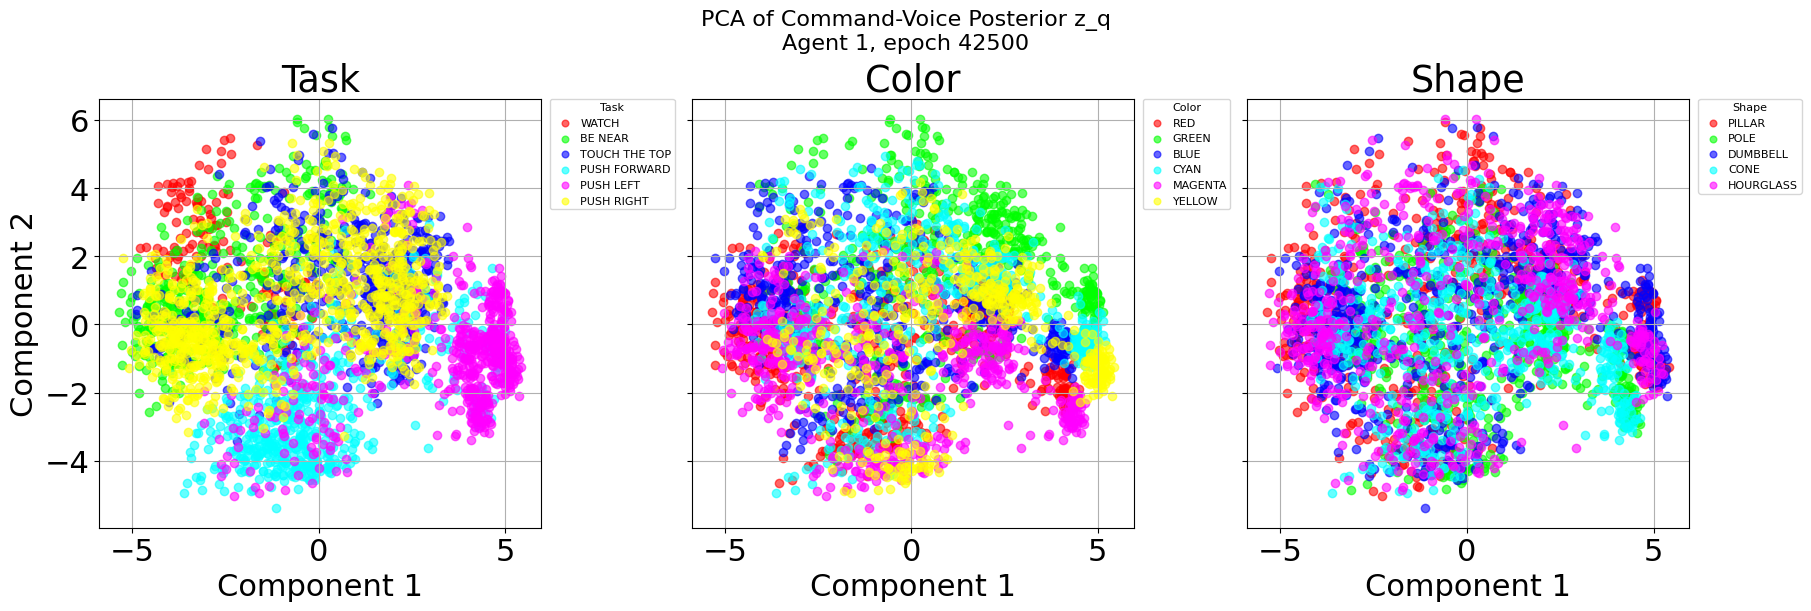 PCA of Command-Voice Posterior z_q
Agent 1, epoch 42500
Task
Component 2
6
4
2
0
−2
−4
−5
0
5
Component 1
Task
WATCH
BE NEAR
TOUCH THE TOP
PUSH FORWARD
PUSH LEFT
PUSH RIGHT
Color
−5
0
5
Component 1
Color
RED
GREEN
BLUE
CYAN
MAGENTA
YELLOW
Shape
−5
0
5
Component 1
Shape
PILLAR
POLE
DUMBBELL
CONE
HOURGLASS